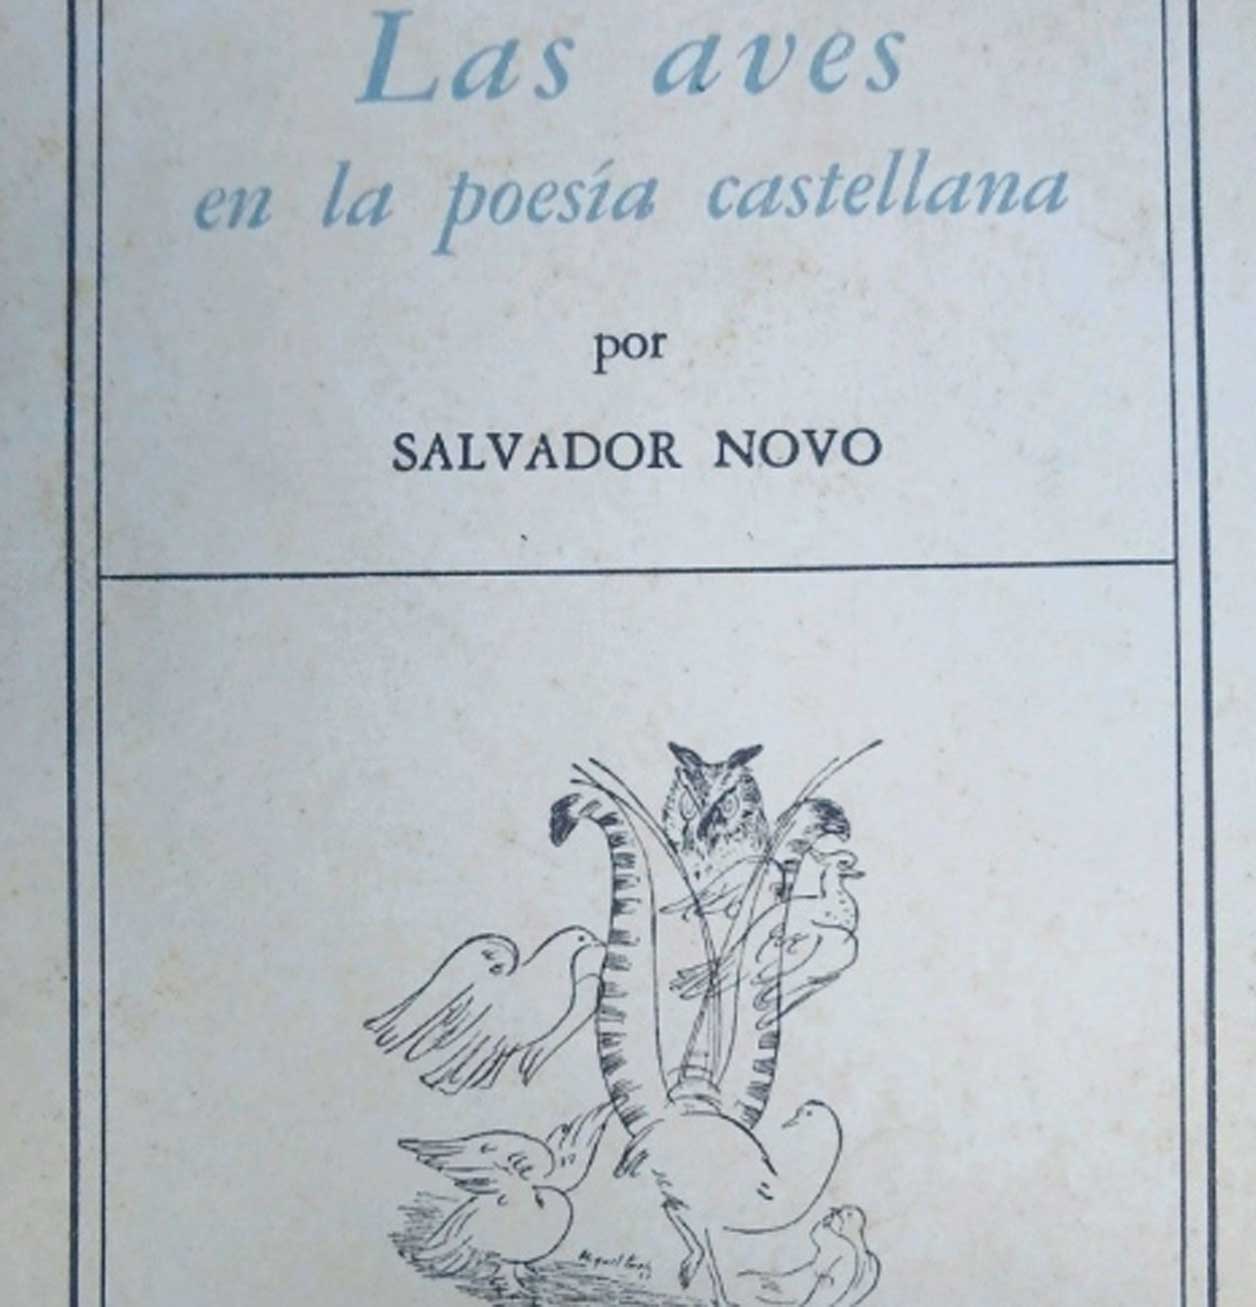 Las aves
en la poesía castellana
por
SALVADOR NOVO